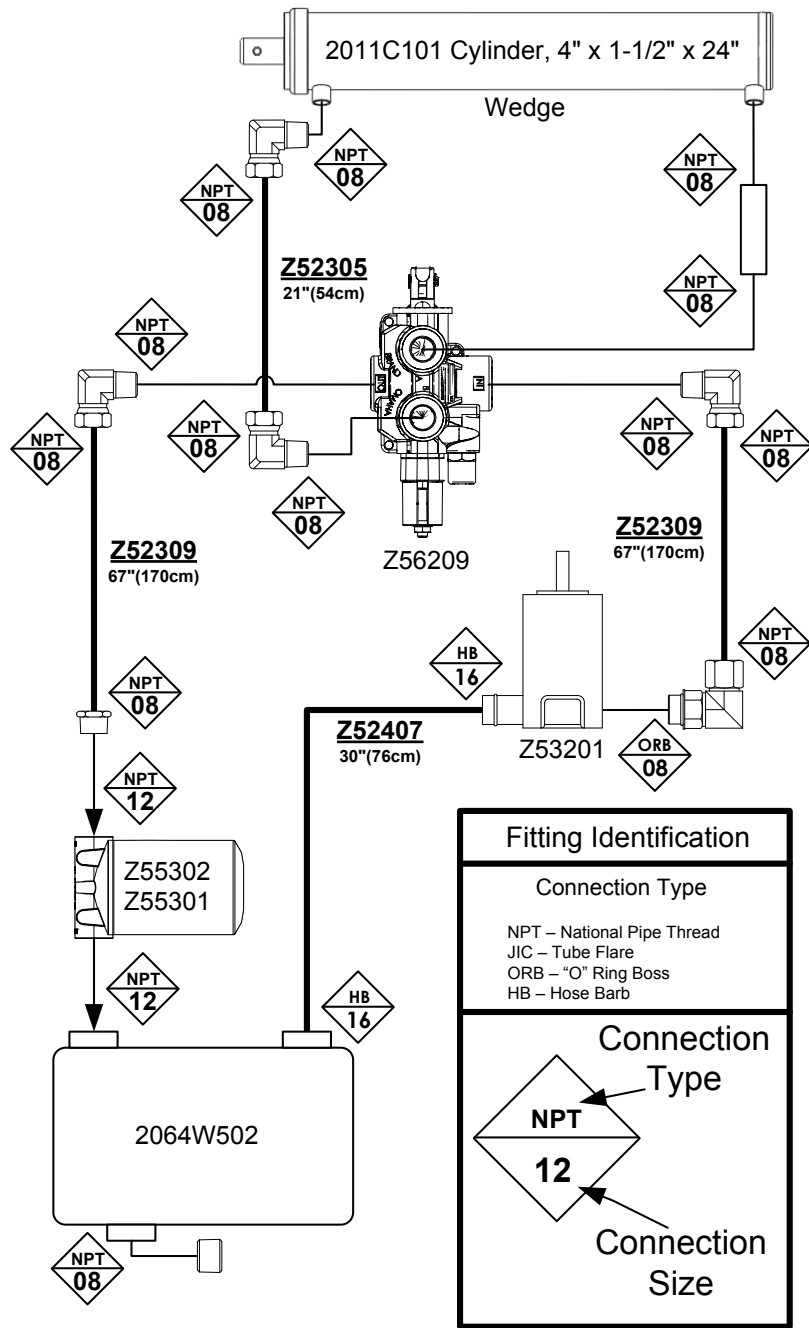 2011C101 Cylinder, 4" x 1-1/2" x 24"
Wedge
NPT
08
NPT
08
NPT
08
Z52305
21"(54cm)
NPT
08
NPT
08
OUT
IN
A
B
NPT
08
NPT
08
NPT
08
NPT
08
NPT
08
Z52309
67"(170cm)
Z56209
Z52309
67"(170cm)
NPT
08
HB
16
NPT
08
Z52407
30"(76cm)
Z53201
ORB
08
NPT
12
Z55302
Z55301
NPT
12
HB
16
2064W502
NPT
08
Fitting Identification
Connection Type
NPT – National Pipe Thread
JIC – Tube Flare
ORB – “O” Ring Boss
HB – Hose Barb
Connection
Type
NPT
12
Connection
Size